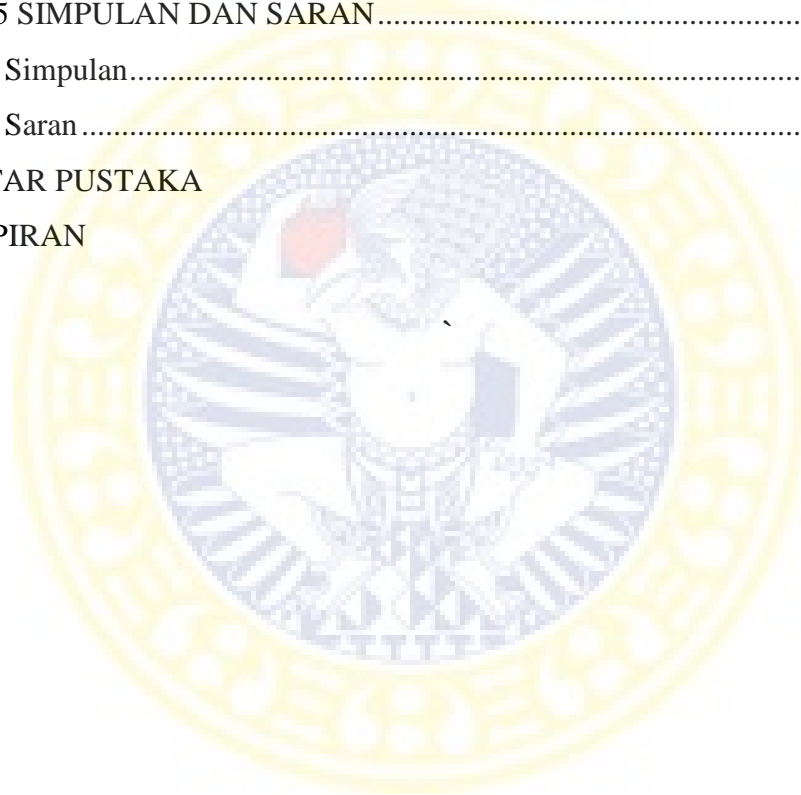 5 SIMPULAN DAN SARAN................................................................
Simpulan..............................................................................................
Saran....................................................................................................
TAR PUSTAKA
PIRAN
`